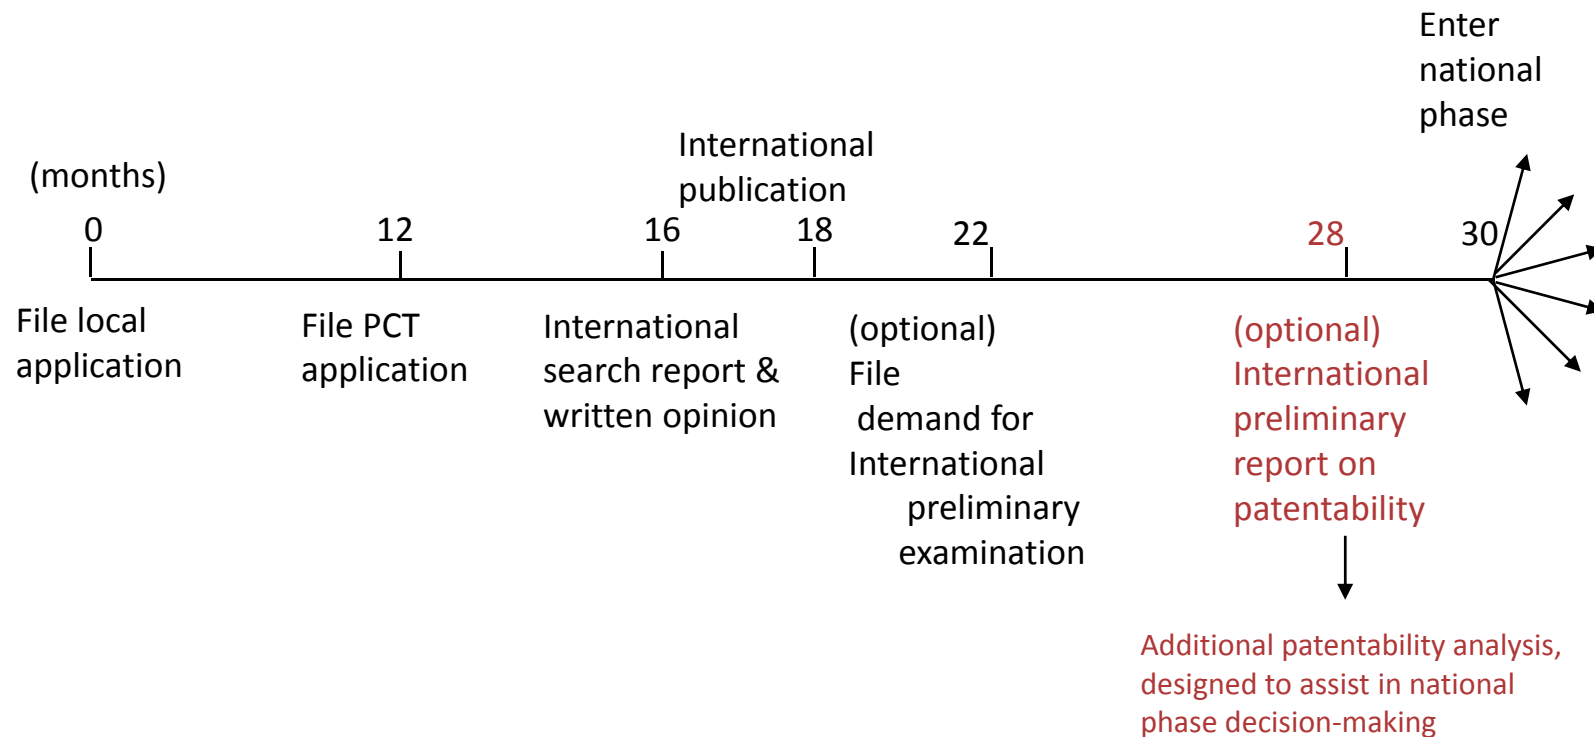 Enter
national
phase
International
publication
(months)
0
12
16
18
22
28
30
File local
application
File PCT
application
International
search report &
written opinion
(optional)
File
demand for
International
preliminary
examination
(optional)
International
preliminary
report on
patentability
Additional patentability analysis,
designed to assist in national
phase decision-making